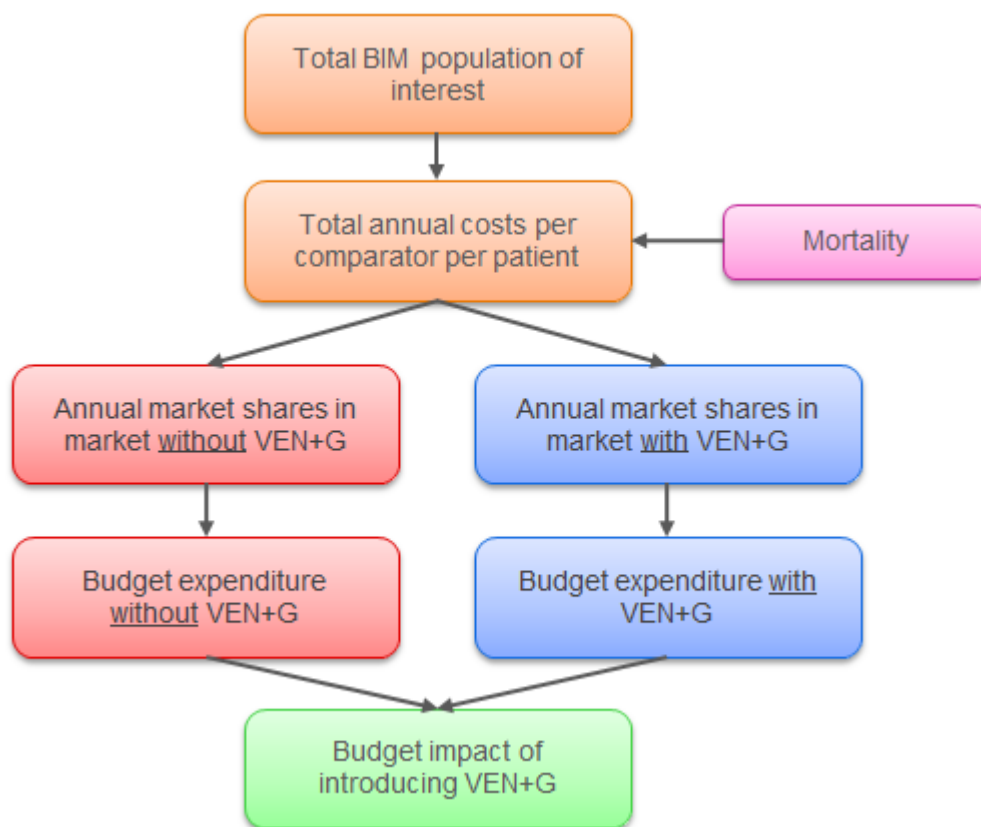 Total BIM population of
interest
Total annual costs per
comparator per patient
Mortality
Annual market shares in
market without VEN+G
Annual market shares in
market with VEN+G
Budget expenditure
without VEN+G
Budget expenditure with
VEN+G
Budget impact of
introducing VEN+G